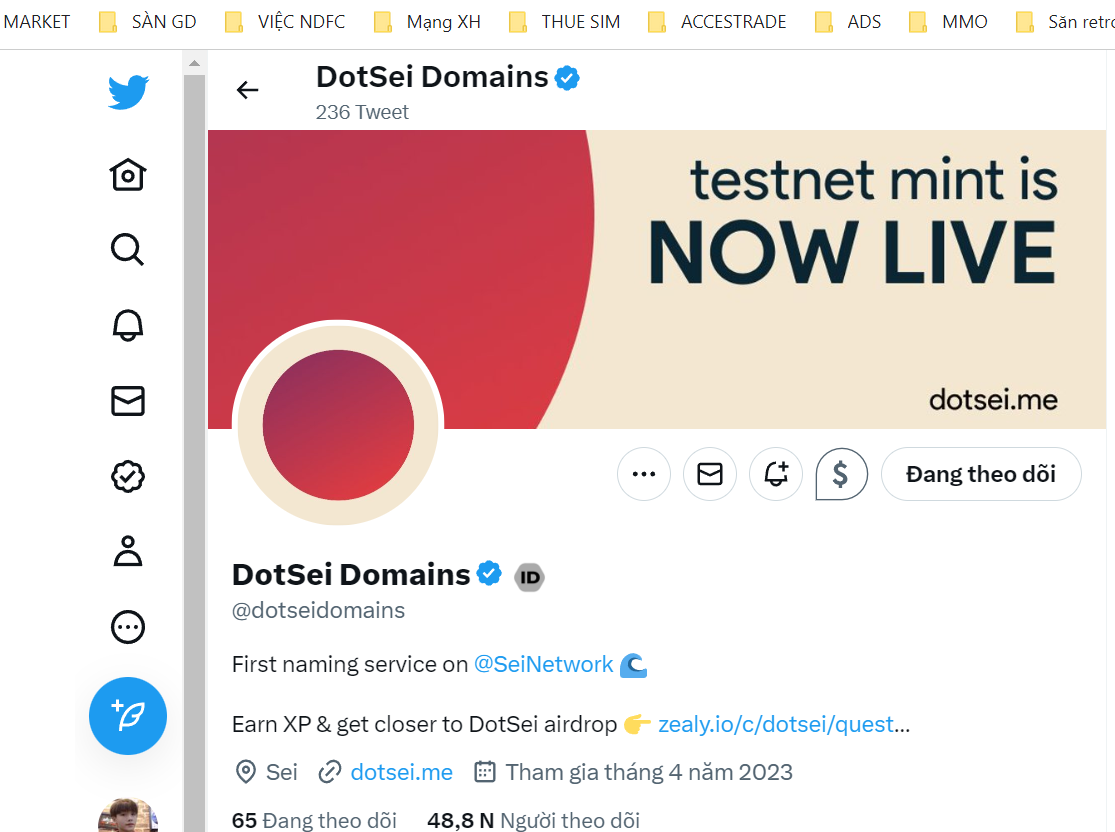 MARKET SÀN GD VIỆC NDFC Mạng XH THUE SIM ACCESTRADE ADS MMO Săn retro
DotSei Domains
236 Tweet
testnet mint is
NOW LIVE
dotsei.me
$ Đang theo dõi
DotSei Domains ID
@dotseidomains
First naming service on @SeiNetwork 🌊
Earn XP & get closer to DotSei airdrop 👉 zealy.io/c/dotsei/quest...
Sei dotsei.me Tham gia tháng 4 năm 2023
65 Đang theo dõi 48,8 N Người theo dõi